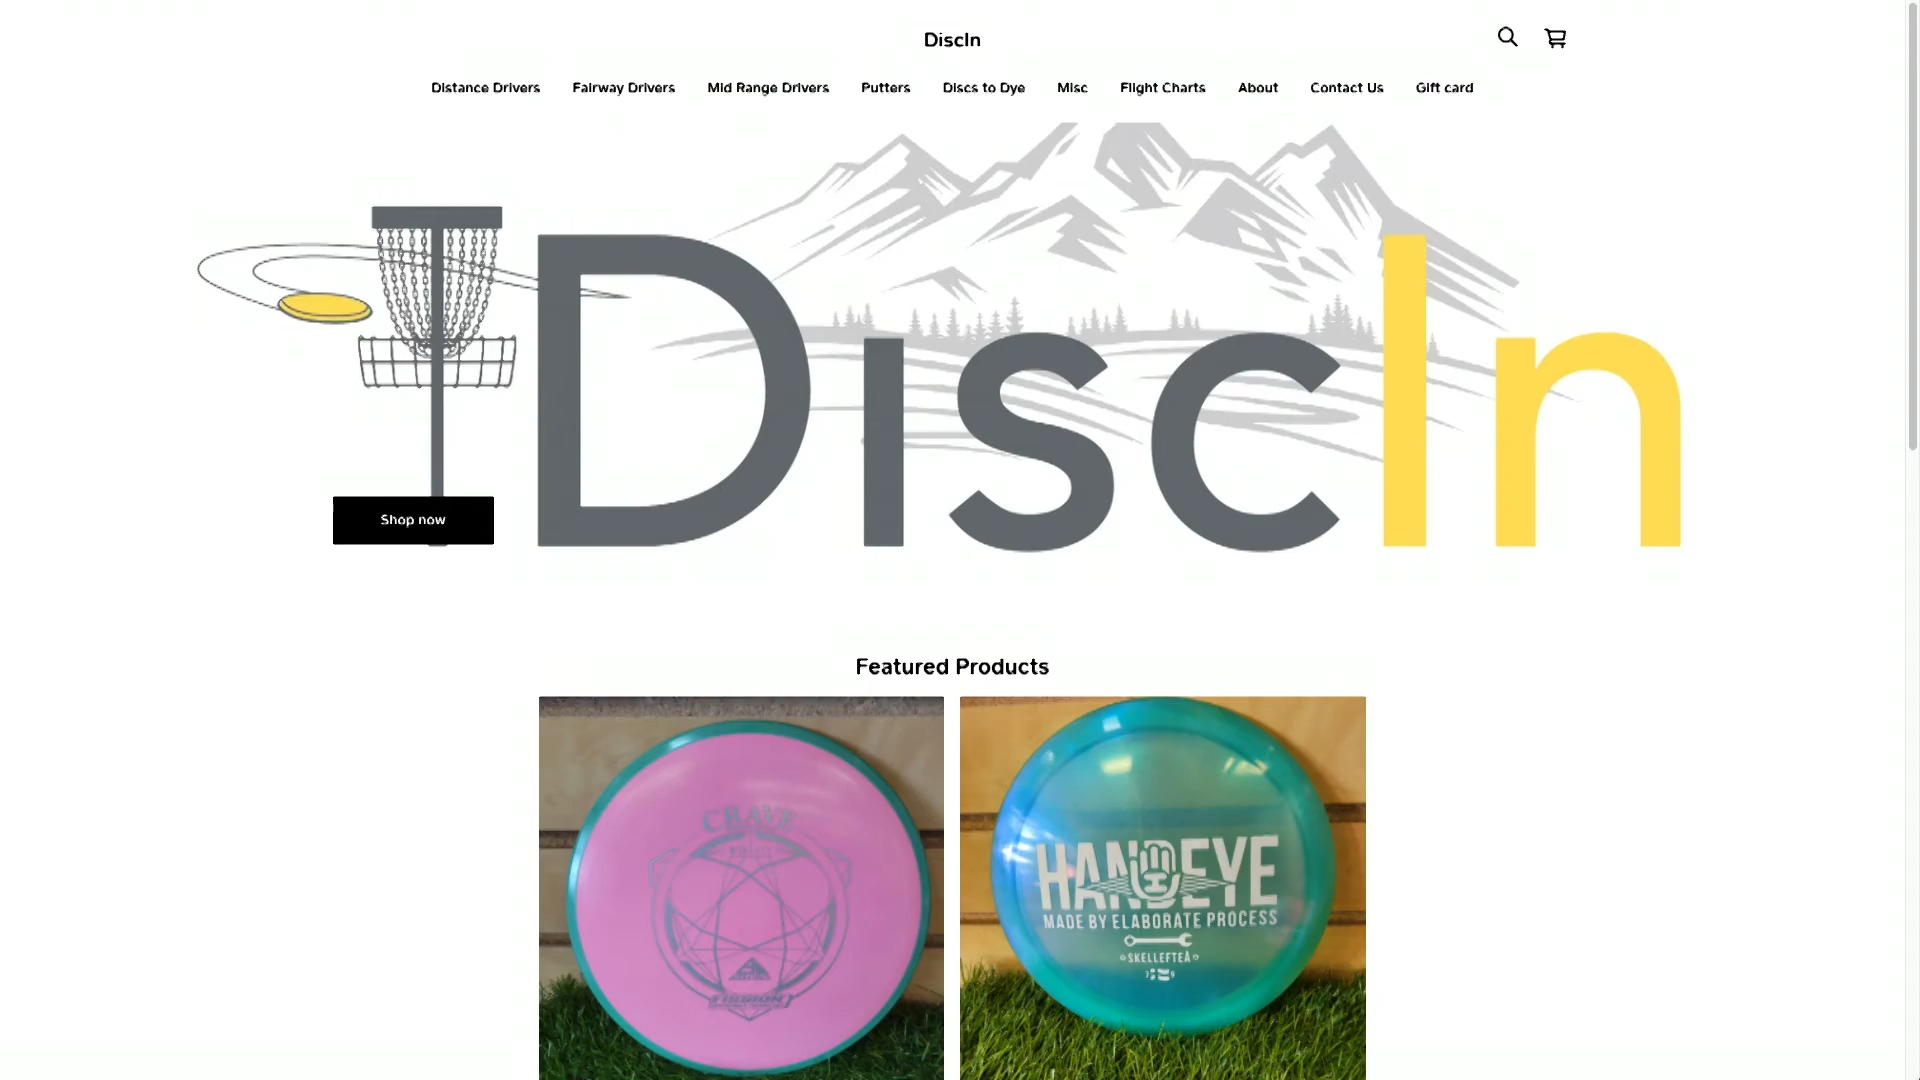 DiscIn
Distance Drivers Fairway Drivers Mid Range Drivers Putters Discs to Dye Misc Flight Charts About Contact Us Gift card
DiscIn
Shop now
Featured Products
CRAVE
FISSION
HANDEYE
MADE BY ELABORATE PROCESS
SKELLEFTEÅ